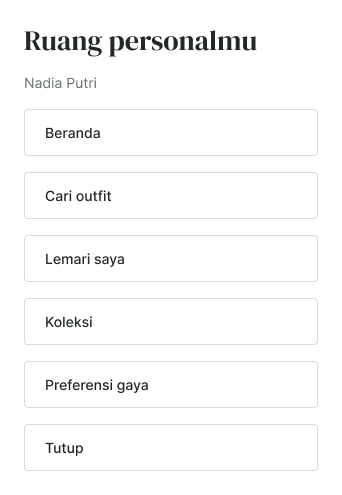 Ruang personalmu
Nadia Putri
Beranda
Cari outfit
Lemari saya
Koleksi
Preferensi gaya
Tutup